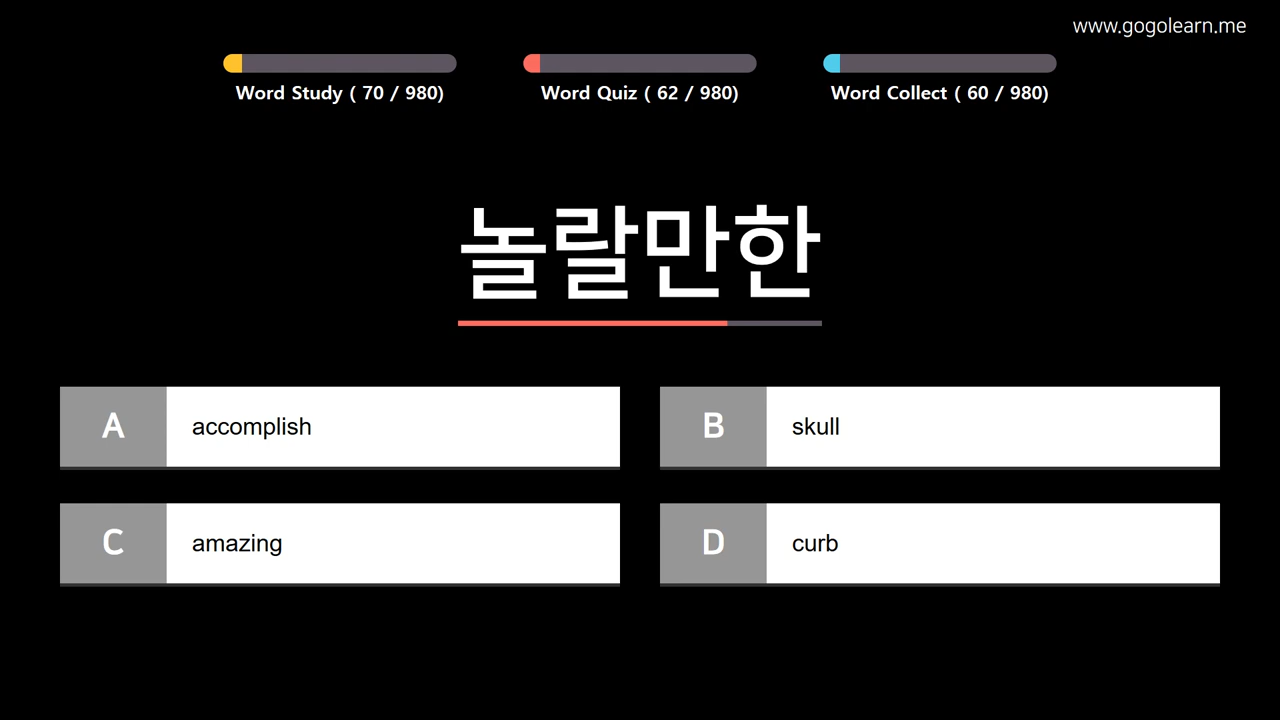 www.gogolearn.me
Word Study ( 70 / 980)
Word Quiz ( 62 / 980)
Word Collect ( 60 / 980)
놀랄만한
A accomplish
B skull
C amazing
D curb